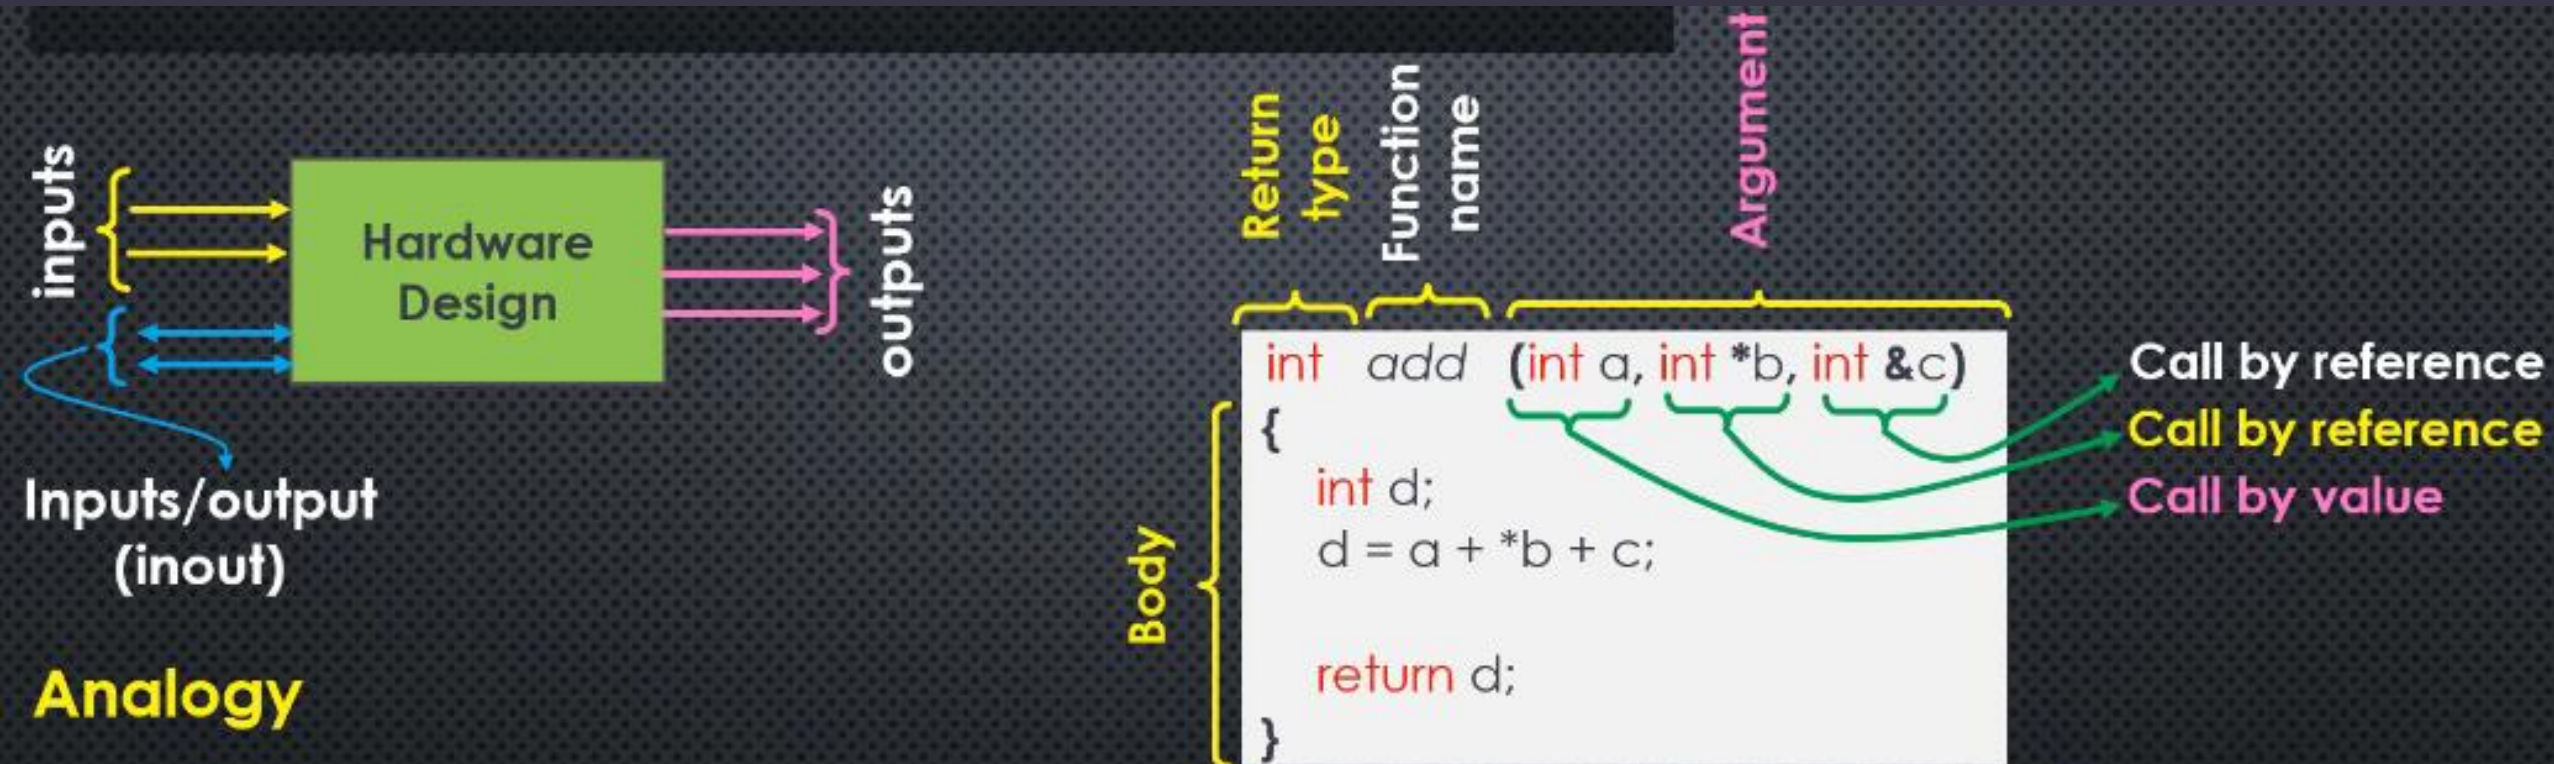 inputs
Hardware
Design
outputs
Inputs/output
(inout)
Analogy
Return
type
Function
name
Argument
int add (int a, int *b, int &c)
{
int d;
d = a + *b + c;
return d;
}
Body
Call by reference
Call by reference
Call by value